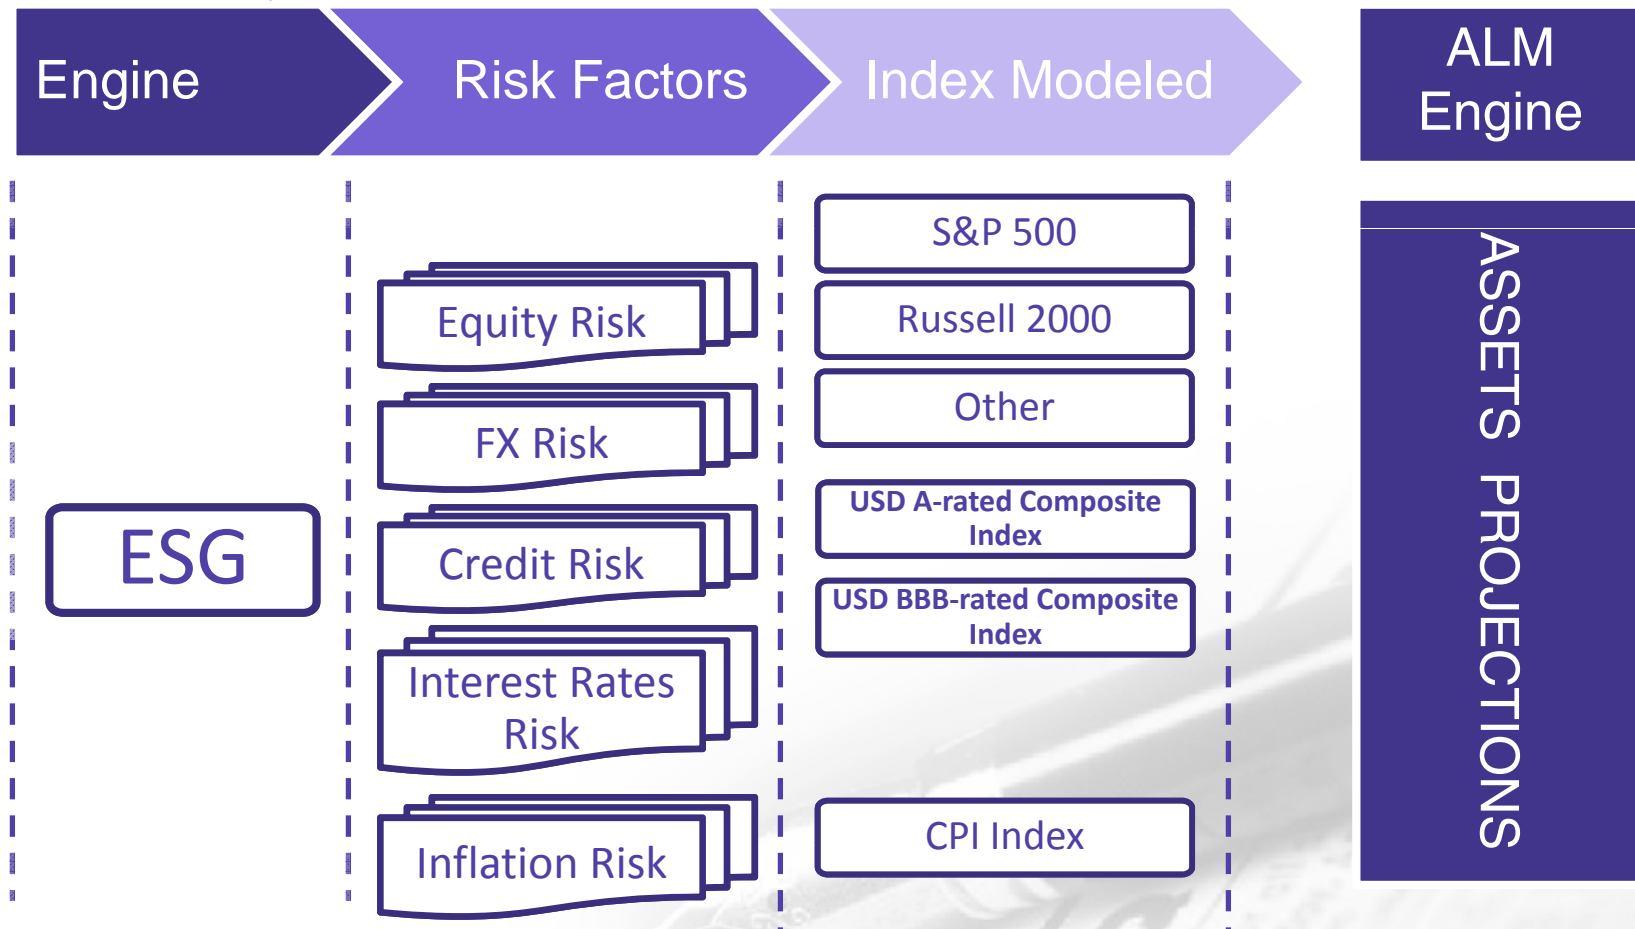 Engine
Risk Factors
Index Modeled
ALM
Engine
ESG
Equity Risk
FX Risk
Credit Risk
Interest Rates
Risk
Inflation Risk
S&P 500
Russell 2000
Other
USD A-rated Composite
Index
USD BBB-rated Composite
Index
CPI Index
ASSETS PROJECTIONS